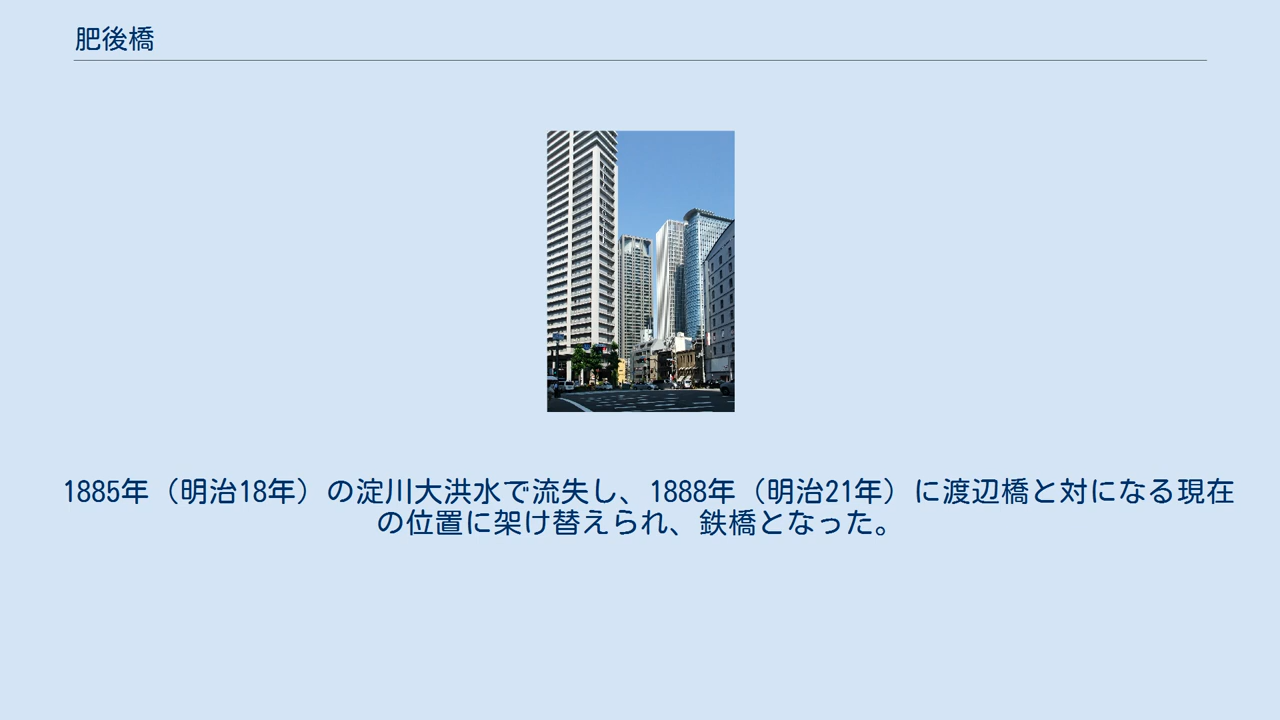 肥後橋
1885年（明治18年）の淀川大洪水で流失し、1888年（明治21年）に渡辺橋と対になる現在
の位置に架け替えられ、鉄橋となった。